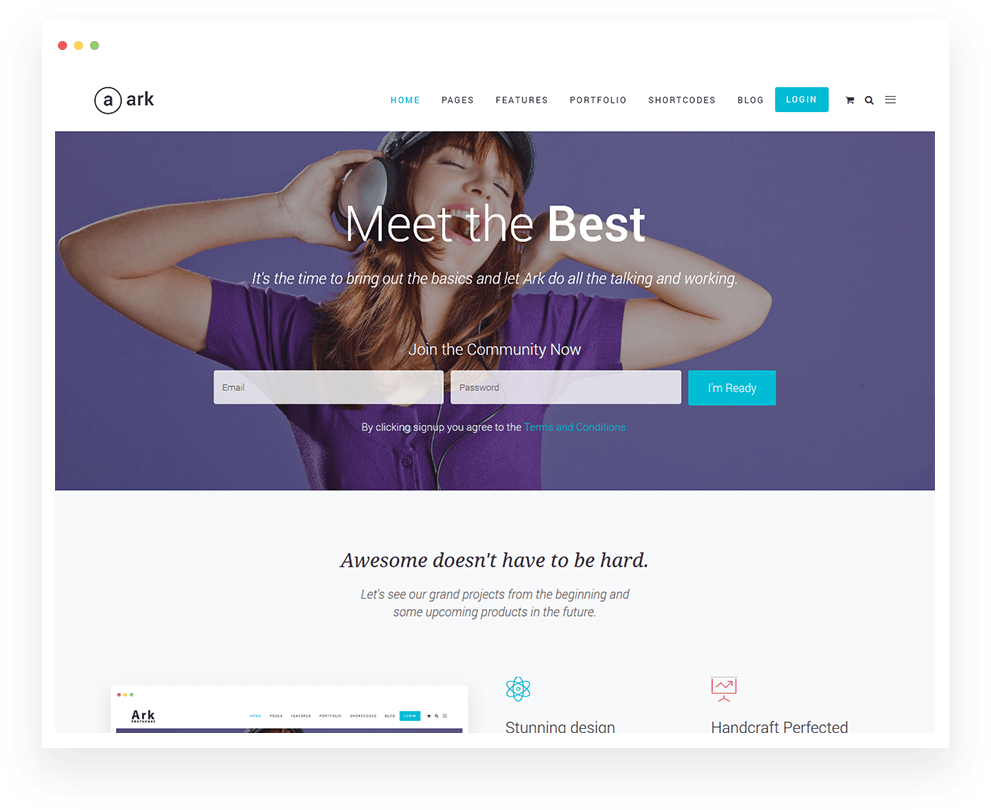 a ark
HOME PAGES FEATURES PORTFOLIO SHORTCODES BLOG LOGIN
Meet the Best
It's the time to bring out the basics and let Ark do all the talking and working.
Join the Community Now
Email Password I'm Ready
By clicking signup you agree to the Terms and Conditions.
Awesome doesn't have to be hard.
Let's see our grand projects from the beginning and
some upcoming products in the future.
Ark
HOME PAGES FEATURES PORTFOLIO SHORTCODES BLOG LOGIN
Stunning design Handcraft Perfected